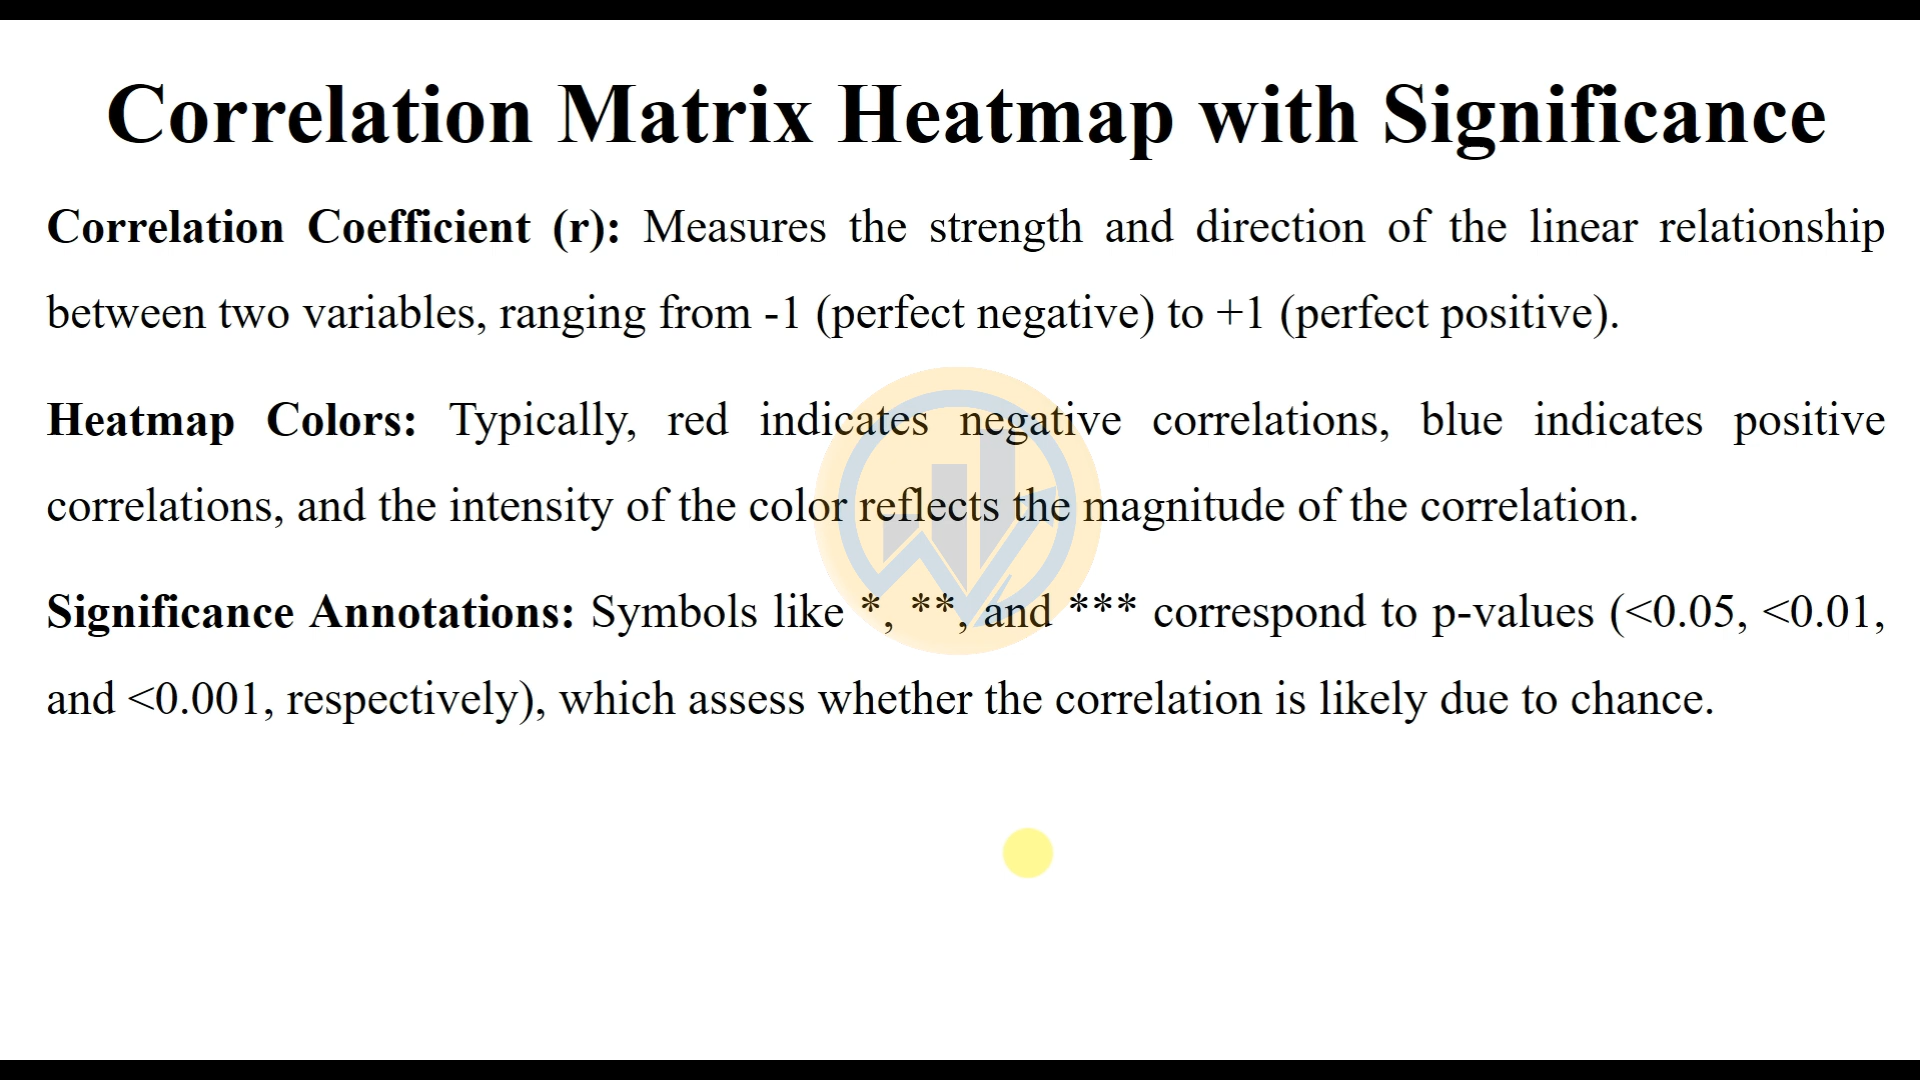 Correlation Matrix Heatmap with Significance
Correlation Coefficient (r): Measures the strength and direction of the linear relationship
between two variables, ranging from -1 (perfect negative) to +1 (perfect positive).
Heatmap Colors: Typically, red indicates negative correlations, blue indicates positive
correlations, and the intensity of the color reflects the magnitude of the correlation.
Significance Annotations: Symbols like *, **, and *** correspond to p-values (<0.05, <0.01,
and <0.001, respectively), which assess whether the correlation is likely due to chance.